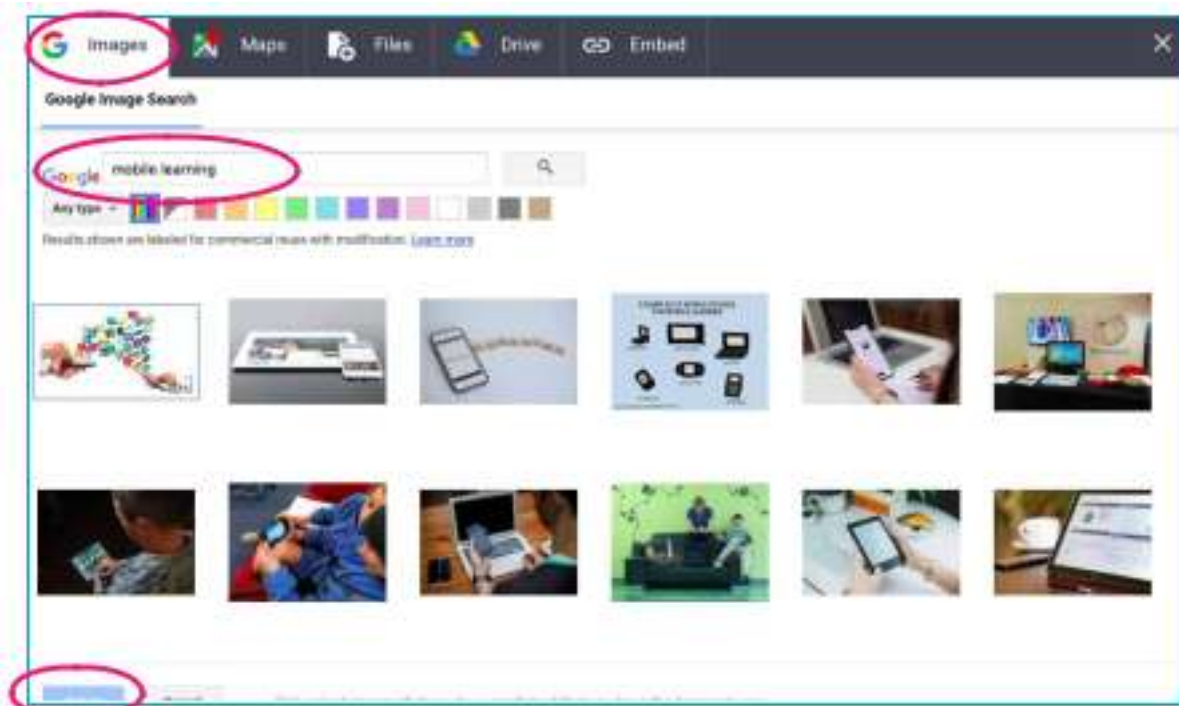 Images Maps Files Drive Embed
Google Image Search
Google mobile learning
Any type
Results shown are labeled for commercial reuse with modification. Learn more